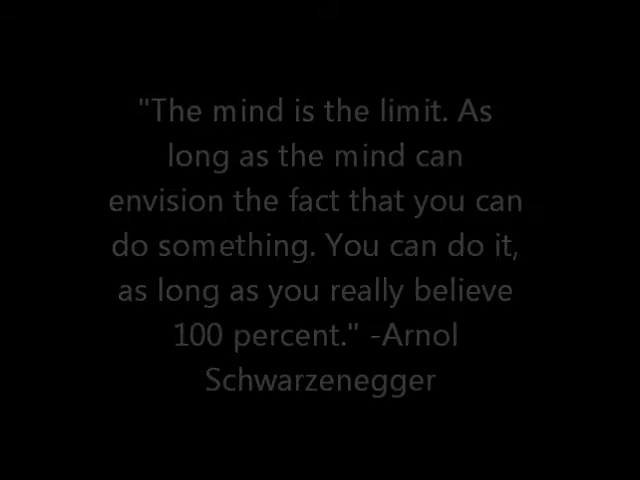 "The mind is the limit. As
long as the mind can
envision the fact that you can
do something. You can do it,
as long as you really believe
100 percent." -Arnol
Schwarzenegger